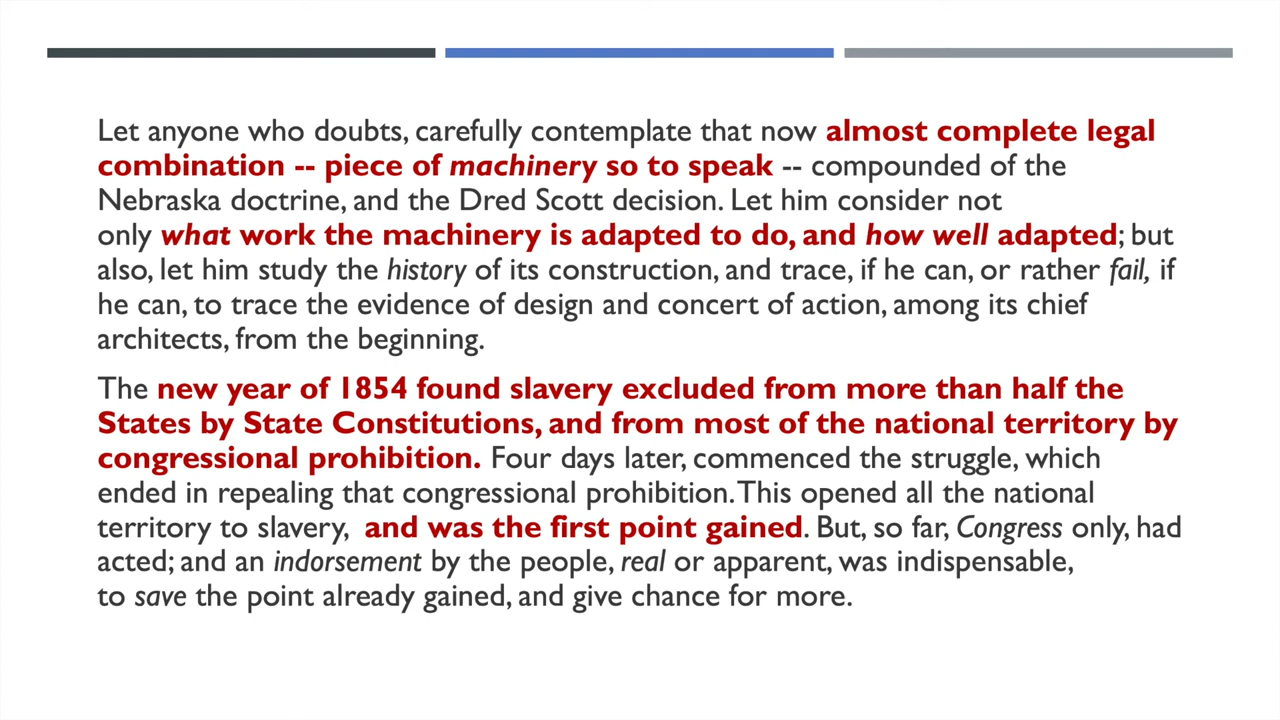 Let anyone who doubts, carefully contemplate that now almost complete legal
combination -- piece of machinery so to speak -- compounded of the
Nebraska doctrine, and the Dred Scott decision. Let him consider not
only what work the machinery is adapted to do, and how well adapted; but
also, let him study the history of its construction, and trace, if he can, or rather fail, if
he can, to trace the evidence of design and concert of action, among its chief
architects, from the beginning.
The new year of 1854 found slavery excluded from more than half the
States by State Constitutions, and from most of the national territory by
congressional prohibition. Four days later, commenced the struggle, which
ended in repealing that congressional prohibition. This opened all the national
territory to slavery, and was the first point gained. But, so far, Congress only, had
acted; and an indorsement by the people, real or apparent, was indispensable,
to save the point already gained, and give chance for more.